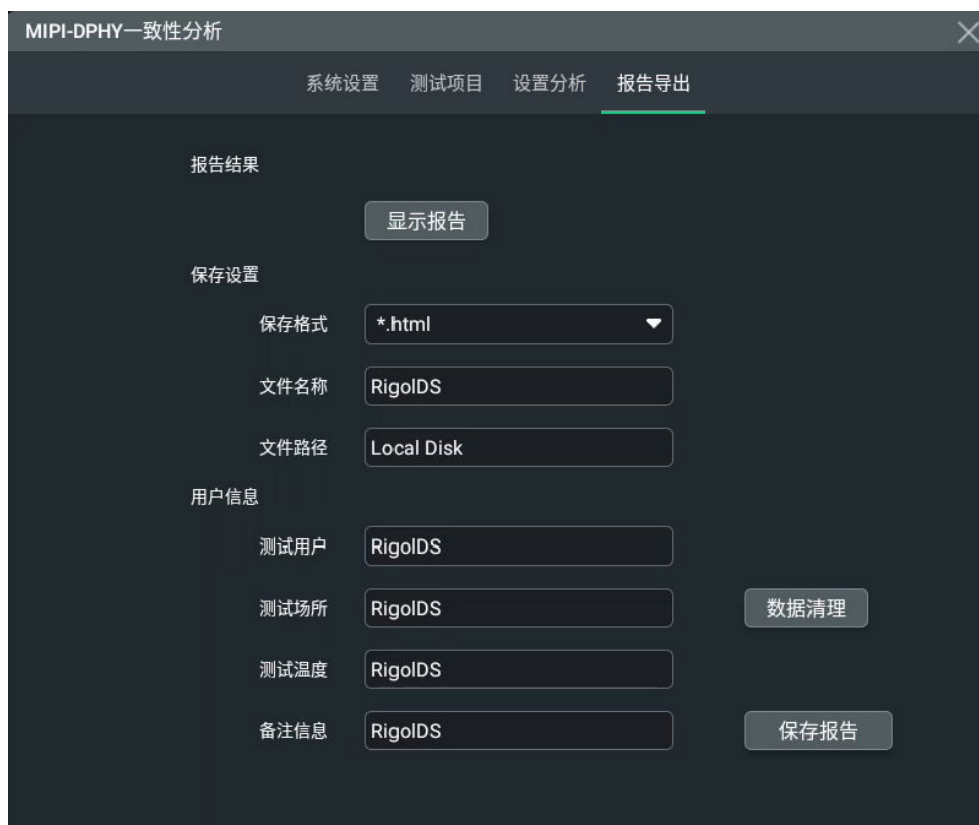 MIPI-DPHY一致性分析
系统设置 测试项目 设置分析 报告导出
报告结果
显示报告
保存设置
保存格式 *.html
文件名称 RigolDS
文件路径 Local Disk
用户信息
测试用户 RigolDS
测试场所 RigolDS 数据清理
测试温度 RigolDS
备注信息 RigolDS 保存报告